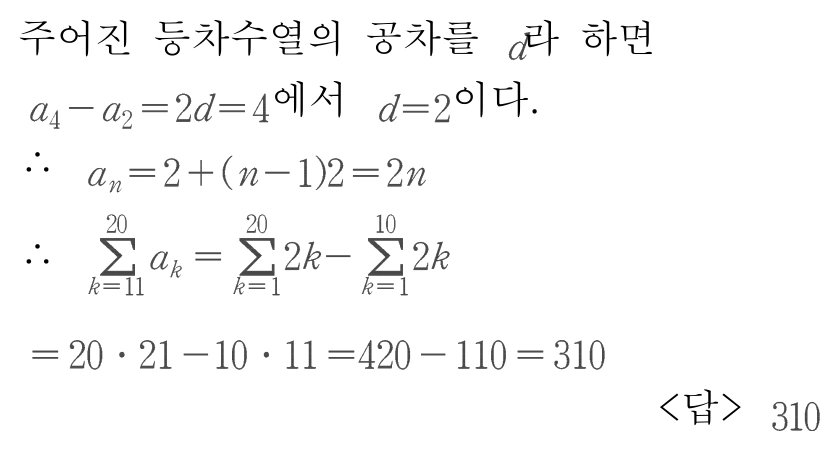 주어진 등차수열의 공차를 d라 하면
a₄−a₂=2d=4에서 d=2이다.
∴ aₙ=2+(n−1)2=2n
∴ ∑_{k=11}^{20} a_k = ∑_{k=1}^{20} 2k− ∑_{k=1}^{10} 2k
=20·21−10·11=420−110=310
<답> 310